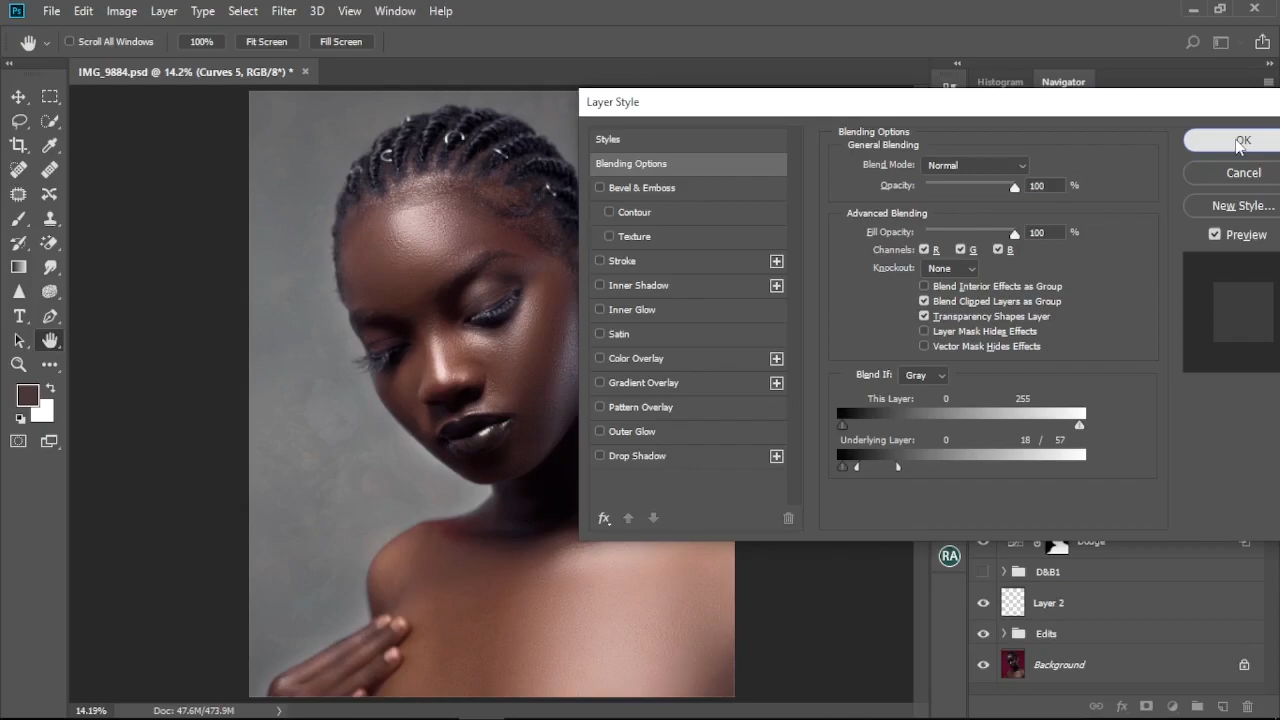 Ps File Edit Image Layer Type Select Filter 3D View Window Help
Scroll All Windows 100% Fit Screen Fill Screen
IMG_9884.psd @ 14.2% (Curves 5, RGB/8*) * ×
Histogram Navigator
Layer Style
Styles
Blending Options
Bevel & Emboss
Contour
Texture
Stroke
Inner Shadow
Inner Glow
Satin
Color Overlay
Gradient Overlay
Pattern Overlay
Outer Glow
Drop Shadow
fx
Blending Options
General Blending
Blend Mode: Normal
Opacity: 100 %
Advanced Blending
Fill Opacity: 100 %
Channels: R G B
Knockout: None
Blend Interior Effects as Group
Blend Clipped Layers as Group
Transparency Shapes Layer
Layer Mask Hides Effects
Vector Mask Hides Effects
Blend If: Gray
This Layer: 0 255
Underlying Layer: 0 18 / 57
OK
Cancel
New Style...
Preview
RA
Dodge
D&B1
Layer 2
Edits
Background
fx
14.19% Doc: 47.6M/473.9M